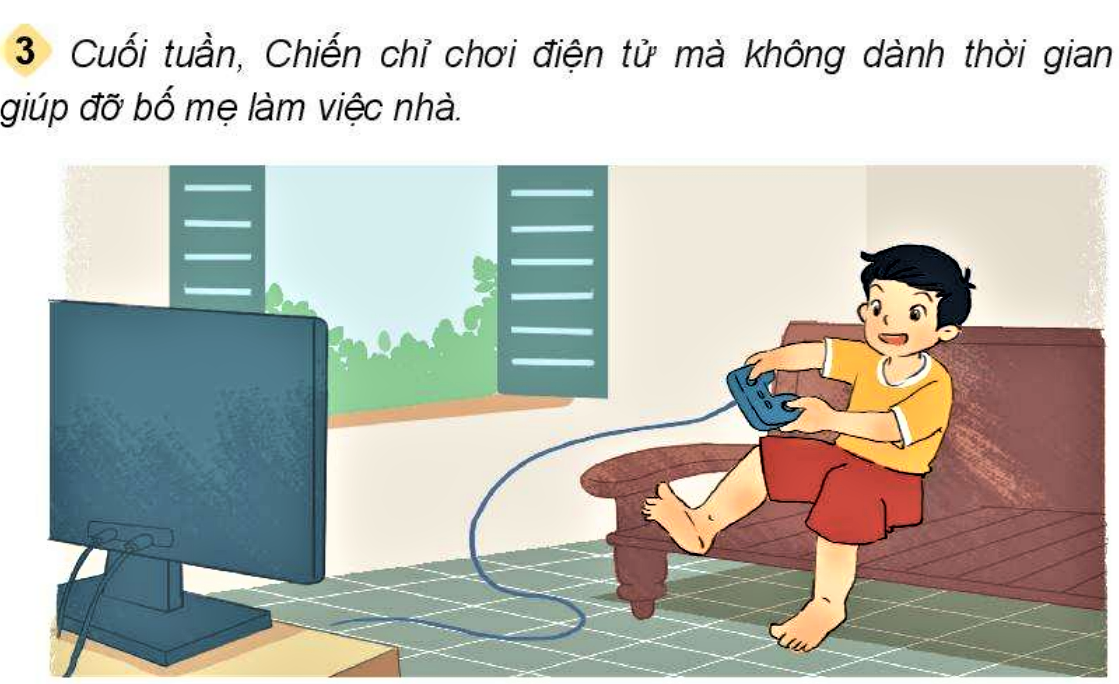 3 Cuối tuần, Chiến chỉ chơi điện tử mà không dành thời gian
giúp đỡ bố mẹ làm việc nhà.